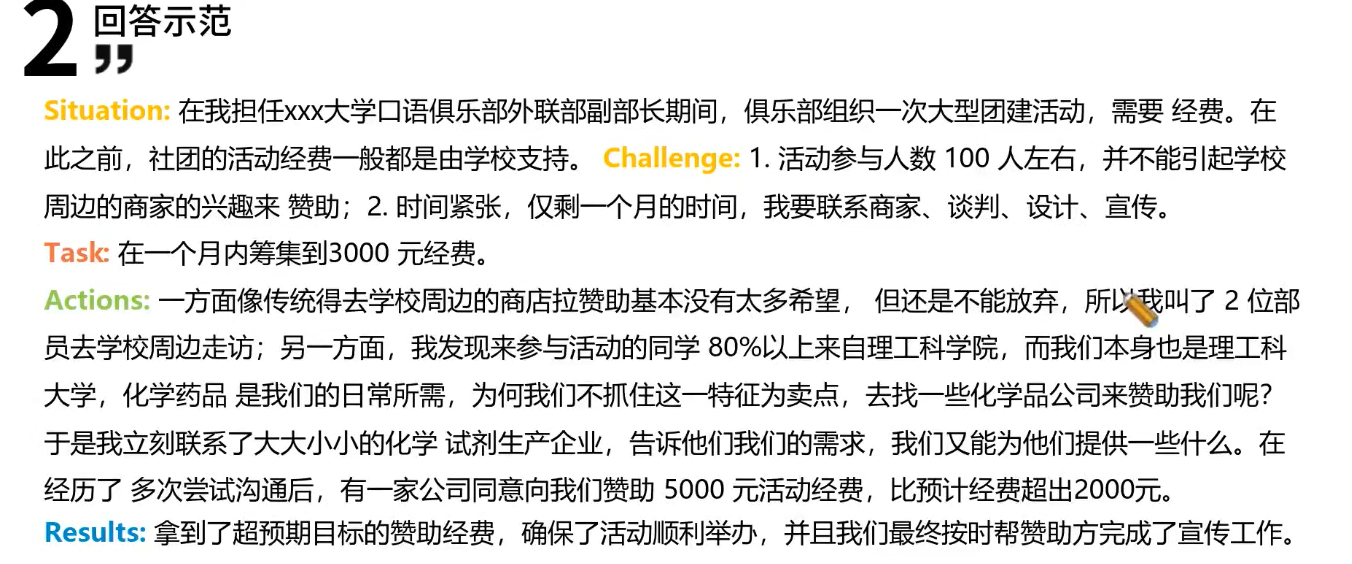 2 回答示范
”
Situation: 在我担任xxx大学口语俱乐部外联部副部长期间，俱乐部组织一次大型团建活动，需要 经费。在
此之前，社团的活动经费一般都是由学校支持。 Challenge: 1. 活动参与人数 100 人左右，并不能引起学校
周边的商家的兴趣来 赞助；2. 时间紧张，仅剩一个月的时间，我要联系商家、谈判、设计、宣传。
Task: 在一个月内筹集到3000 元经费。
Actions: 一方面像传统得去学校周边的商店拉赞助基本没有太多希望， 但还是不能放弃，所以我叫了 2 位部
员去学校周边走访；另一方面，我发现来参与活动的同学 80%以上来自理工科学院，而我们本身也是理工科
大学，化学药品 是我们的日常所需，为何我们不抓住这一特征为卖点，去找一些化学品公司来赞助我们呢？
于是我立刻联系了大大小小的化学 试剂生产企业，告诉他们我们的需求，我们又能为他们提供一些什么。在
经历了 多次尝试沟通后，有一家公司同意向我们赞助 5000 元活动经费，比预计经费超出2000元。
Results: 拿到了超预期目标的赞助经费，确保了活动顺利举办，并且我们最终按时帮赞助方完成了宣传工作。